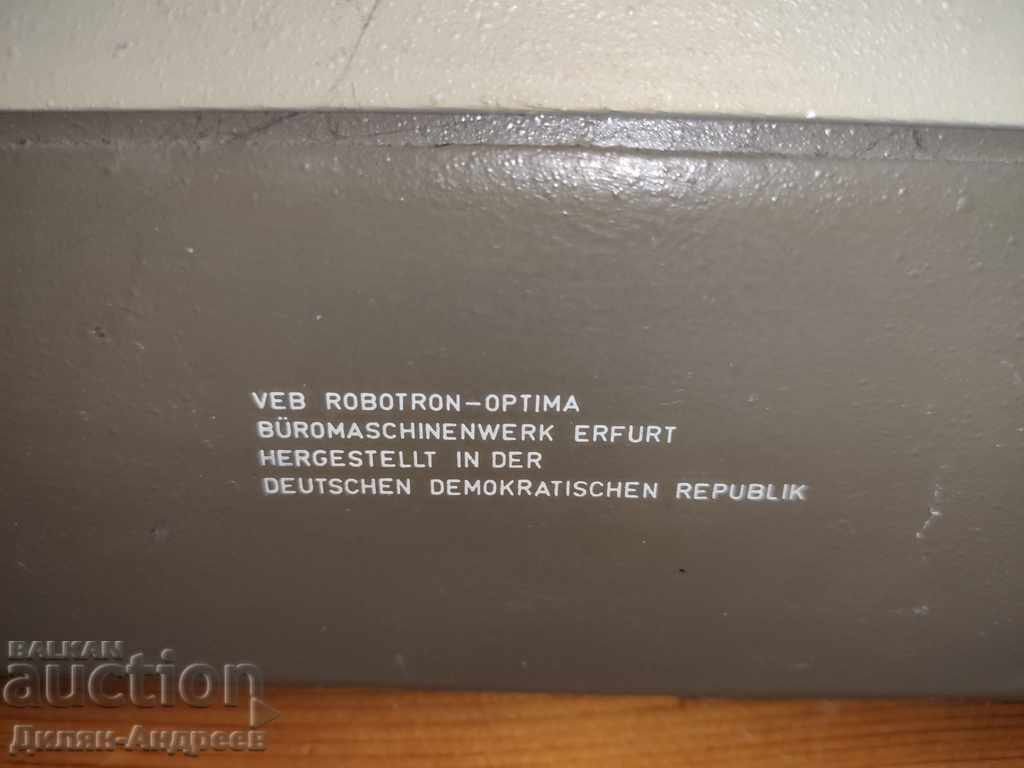 VEB ROBOTRON-OPTIMA
BÜROMASCHINENWERK ERFURT
HERGESTELLT IN DER
DEUTSCHEN DEMOKRATISCHEN REPUBLIK
BALKAN
auction
Дилян-Андреев